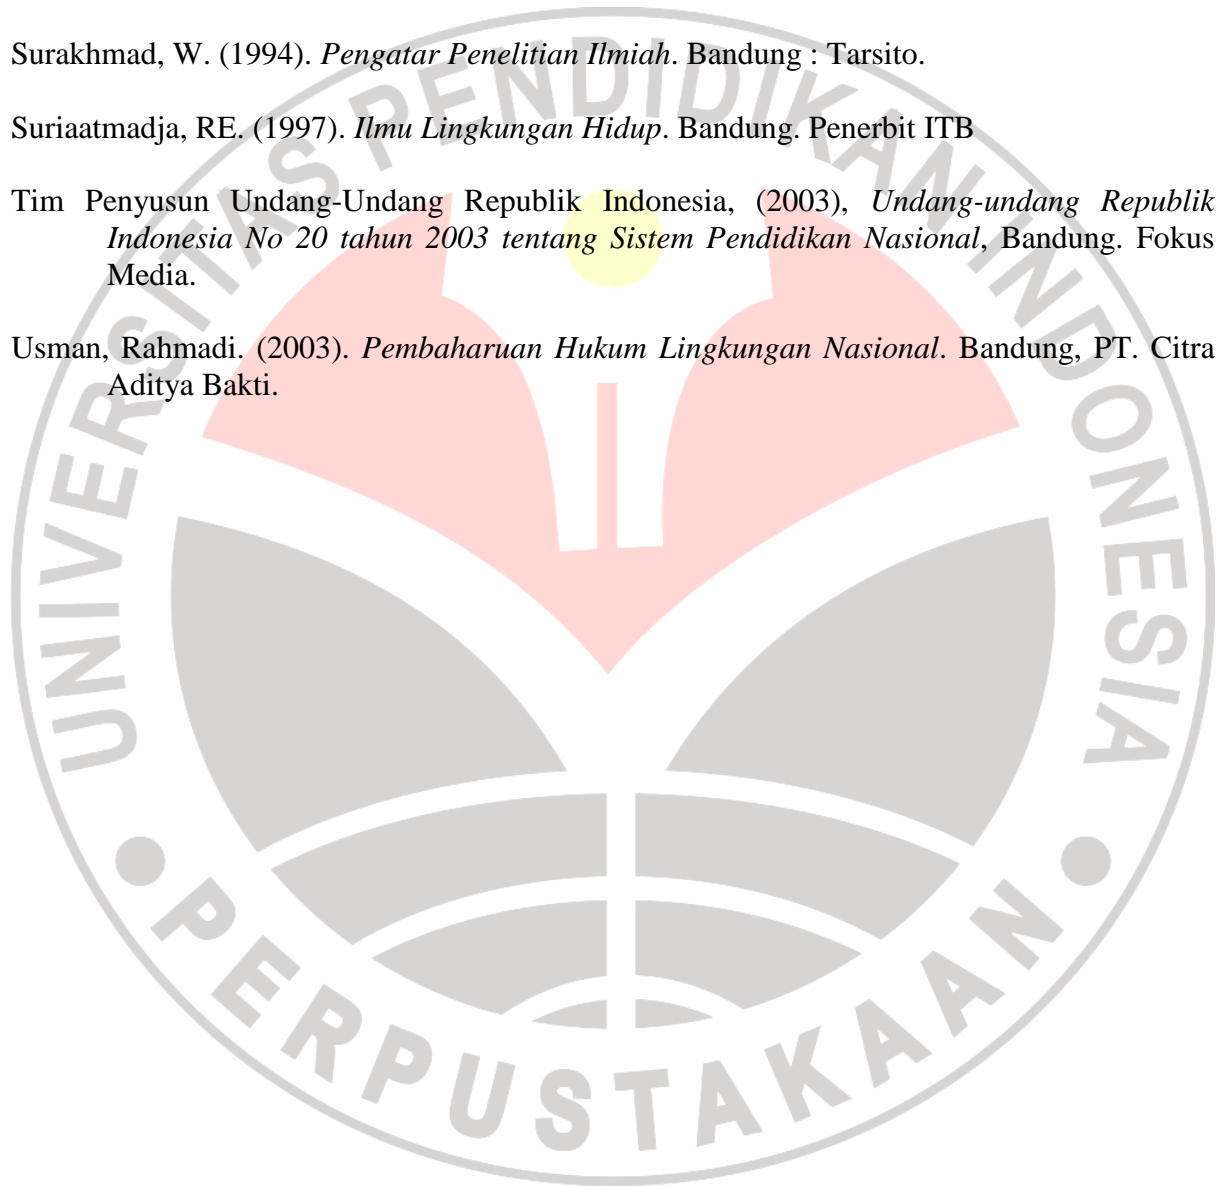 Surakhmad, W. (1994). Pengatar Penelitian Ilmiah. Bandung : Tarsito.
Suriaatmadja, RE. (1997). Ilmu Lingkungan Hidup. Bandung. Penerbit ITB
Tim Penyusun Undang-Undang Republik Indonesia, (2003), Undang-undang Republik
Indonesia No 20 tahun 2003 tentang Sistem Pendidikan Nasional, Bandung. Fokus
Media.
Usman, Rahmadi. (2003). Pembaharuan Hukum Lingkungan Nasional. Bandung, PT. Citra
Aditya Bakti.
UNIVERSITAS PENDIDIKAN INDONESIA
PERPUSTAKAAN